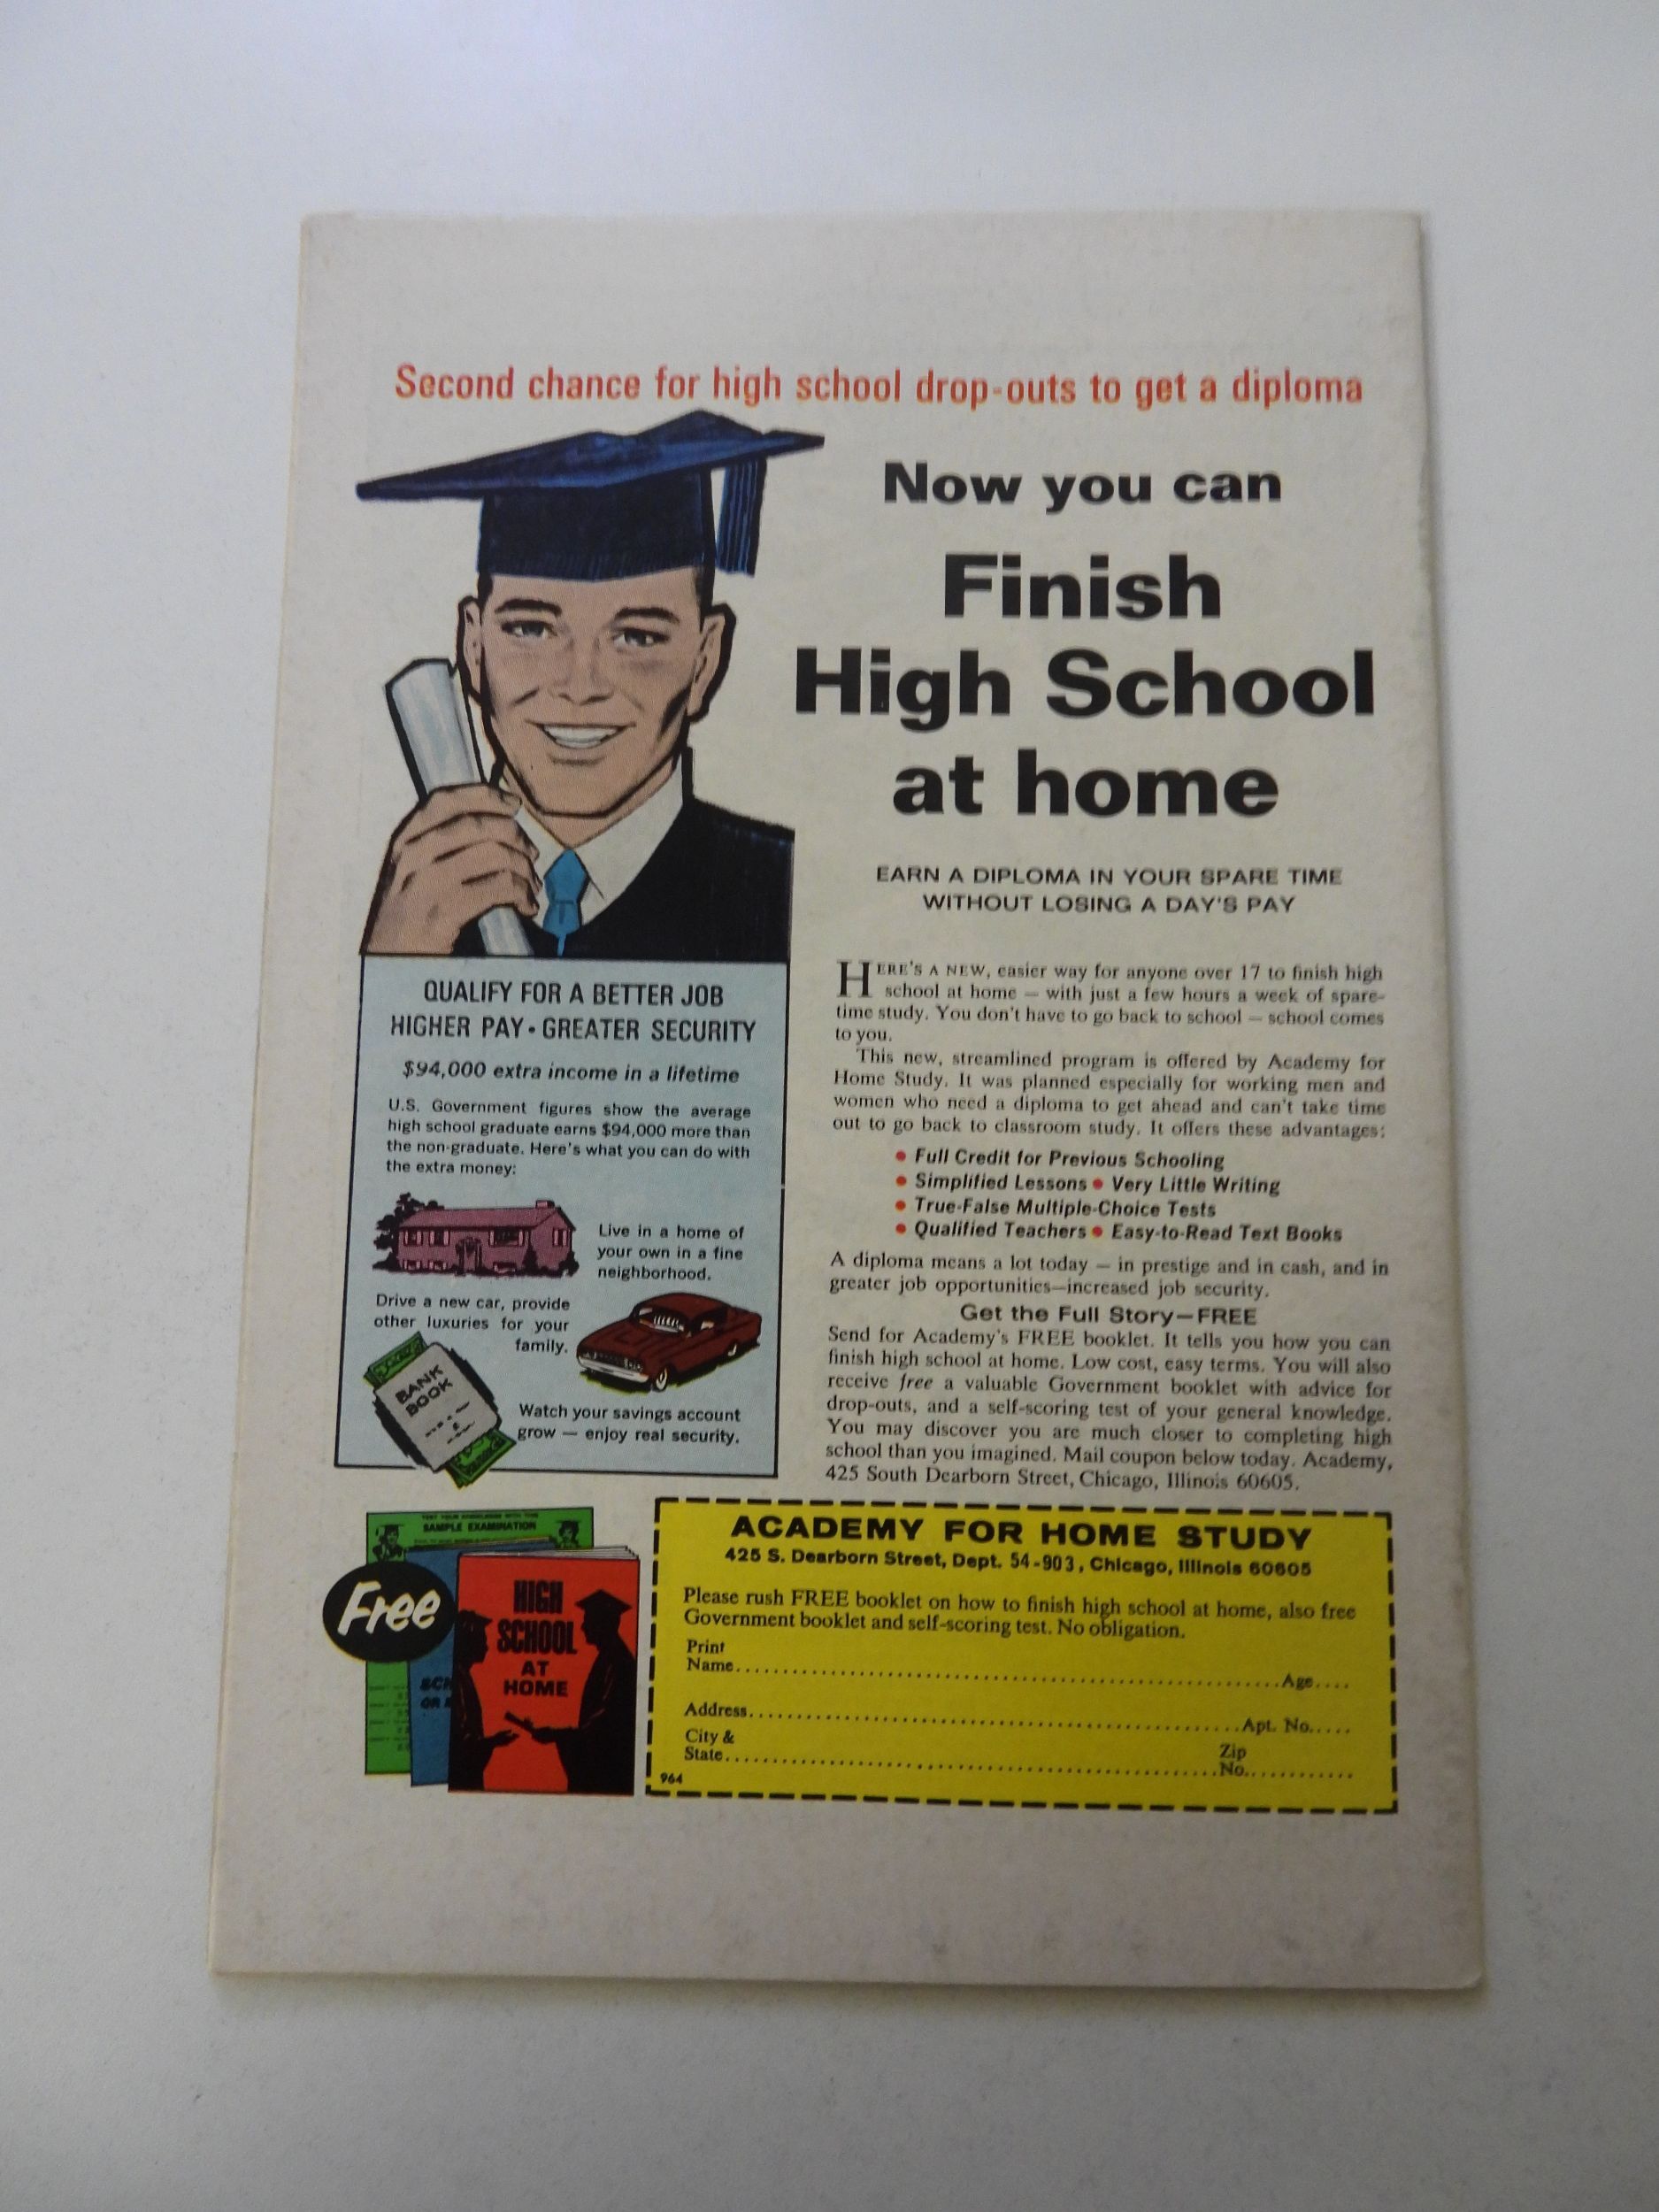 Second chance for high school drop-outs to get a diploma
Now you can
Finish
High School
at home
EARN A DIPLOMA IN YOUR SPARE TIME
WITHOUT LOSING A DAY'S PAY
HERE'S A NEW, easier way for anyone over 17 to finish high
school at home — with just a few hours a week of spare-
time study. You don't have to go back to school — school comes
to you.
This new, streamlined program is offered by Academy for
Home Study. It was planned especially for working men and
women who need a diploma to get ahead and can't take time
out to go back to classroom study. It offers these advantages:
• Full Credit for Previous Schooling
• Simplified Lessons • Very Little Writing
• True-False Multiple-Choice Tests
• Qualified Teachers • Easy-to-Read Text Books
A diploma means a lot today — in prestige and in cash, and in
greater job opportunities—increased job security.
Get the Full Story—FREE
Send for Academy's FREE booklet. It tells you how you can
finish high school at home. Low cost, easy terms. You will also
receive free a valuable Government booklet with advice for
drop-outs, and a self-scoring test of your general knowledge.
You may discover you are much closer to completing high
school than you imagined. Mail coupon below today. Academy,
425 South Dearborn Street, Chicago, Illinois 60605.
QUALIFY FOR A BETTER JOB
HIGHER PAY • GREATER SECURITY
$94,000 extra income in a lifetime
U.S. Government figures show the average
high school graduate earns $94,000 more than
the non-graduate. Here's what you can do with
the extra money:
Live in a home of
your own in a fine
neighborhood.
Drive a new car, provide
other luxuries for your
family.
BANK
BOOK
Watch your savings account
grow — enjoy real security.
SAMPLE EXAMINATION
Free
SCH
OR
HIGH
SCHOOL
AT
HOME
ACADEMY FOR HOME STUDY
425 S. Dearborn Street, Dept. 54-903, Chicago, Illinois 60605
Please rush FREE booklet on how to finish high school at home, also free
Government booklet and self-scoring test. No obligation.
Print
Name.......... Age....
Address.......... Apt. No.....
City &
State.......... Zip
No...........
964